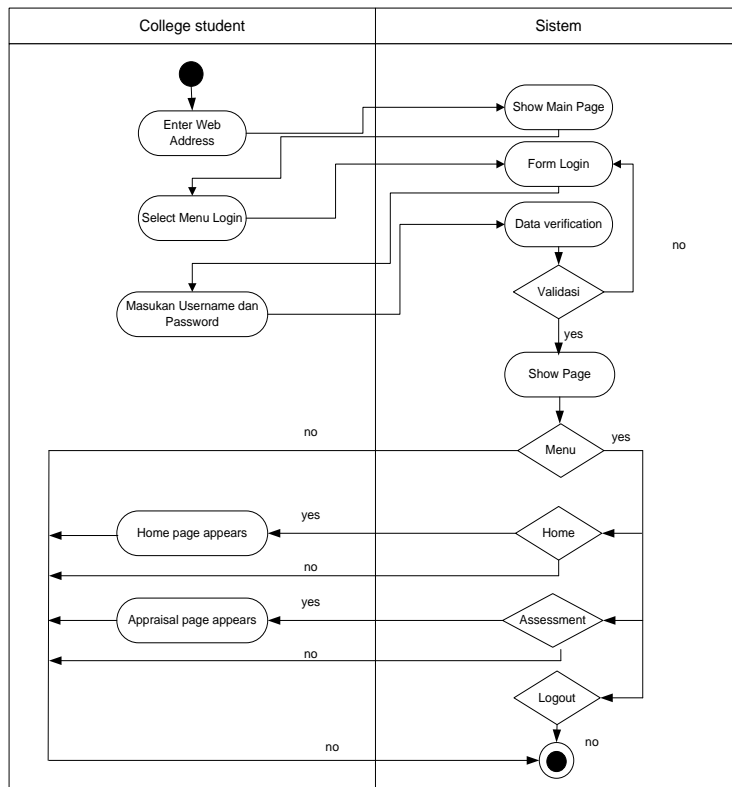 College student
Sistem
Enter Web
Address
Show Main Page
Form Login
Select Menu Login
Data verification
no
Validasi
Masukan Username dan
Password
yes
Show Page
no
yes
Menu
yes
Home page appears
Home
no
yes
Appraisal page appears
Assessment
no
Logout
no
no